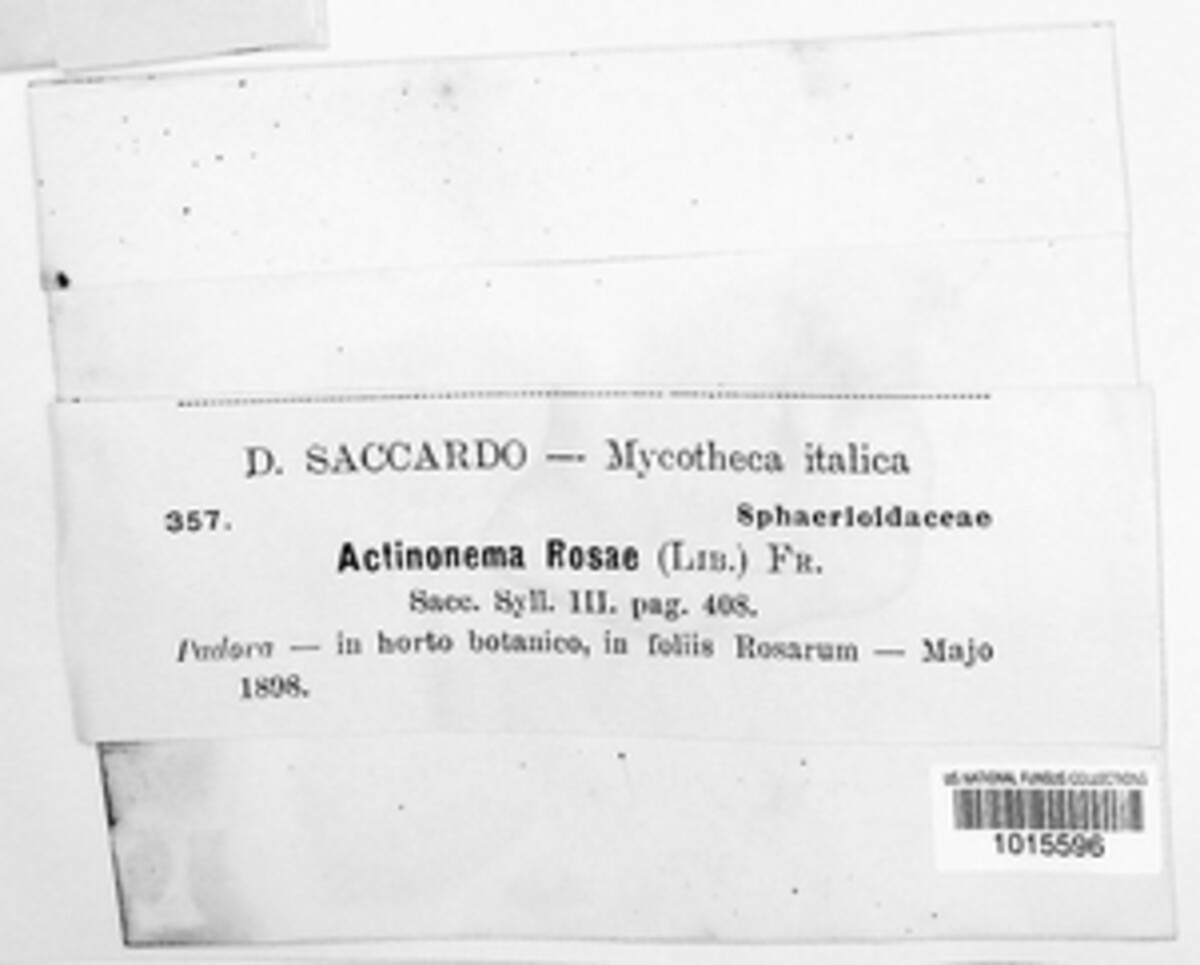 D. SACCARDO — Mycotheca italica
357. Sphaerioidaceae
Actinonema Rosae (LIB.) FR.
Sacc. Syll. III. pag. 408.
Padova — in horto botanico, in foliis Rosarum — Majo
1898.
US NATIONAL FUNGUS COLLECTIONS
1015596